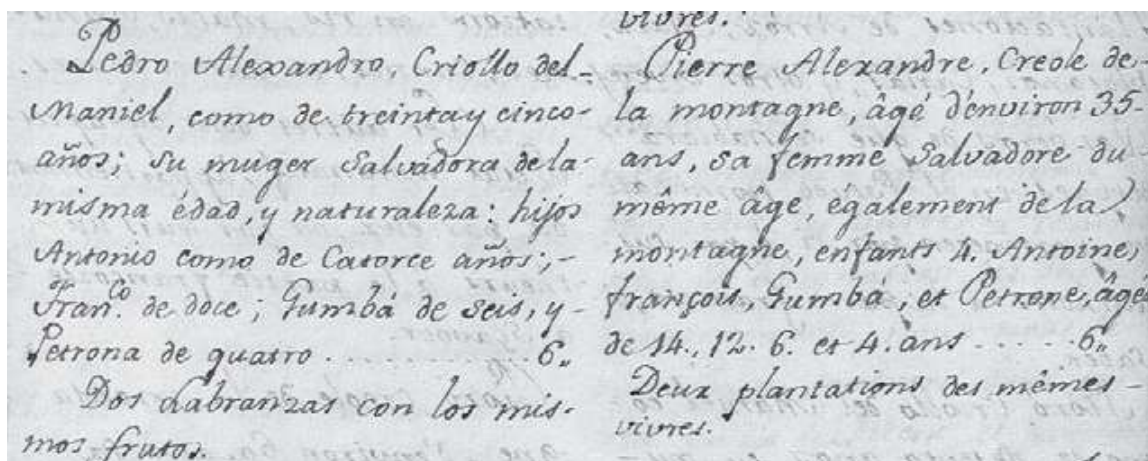 Pedro Alexandro, Criollo del-
Maniel, como de treinta y cinco-
años; su muger Salvadora de la-
misma édad, y naturaleza: hijos
Antonio como de Catorce años;-
Fran.co de doce; Gumbá de seis, y-
Petrona de quatro . . . . . . . . . . 6,,
Dos Labranzas con los mis-
mos frutos.
vivres.
Pierre Alexandre, Creole de-
la montagne, âgé d'environ 35
ans, sa femme Salvadore du
même âge, également de la
montagne, enfants 4. Antoine,
françois, Gumbá, et Petrone, âgé
de 14., 12. 6. et 4. ans . . . . . 6,,
Deux plantations des mêmes-
vivres.